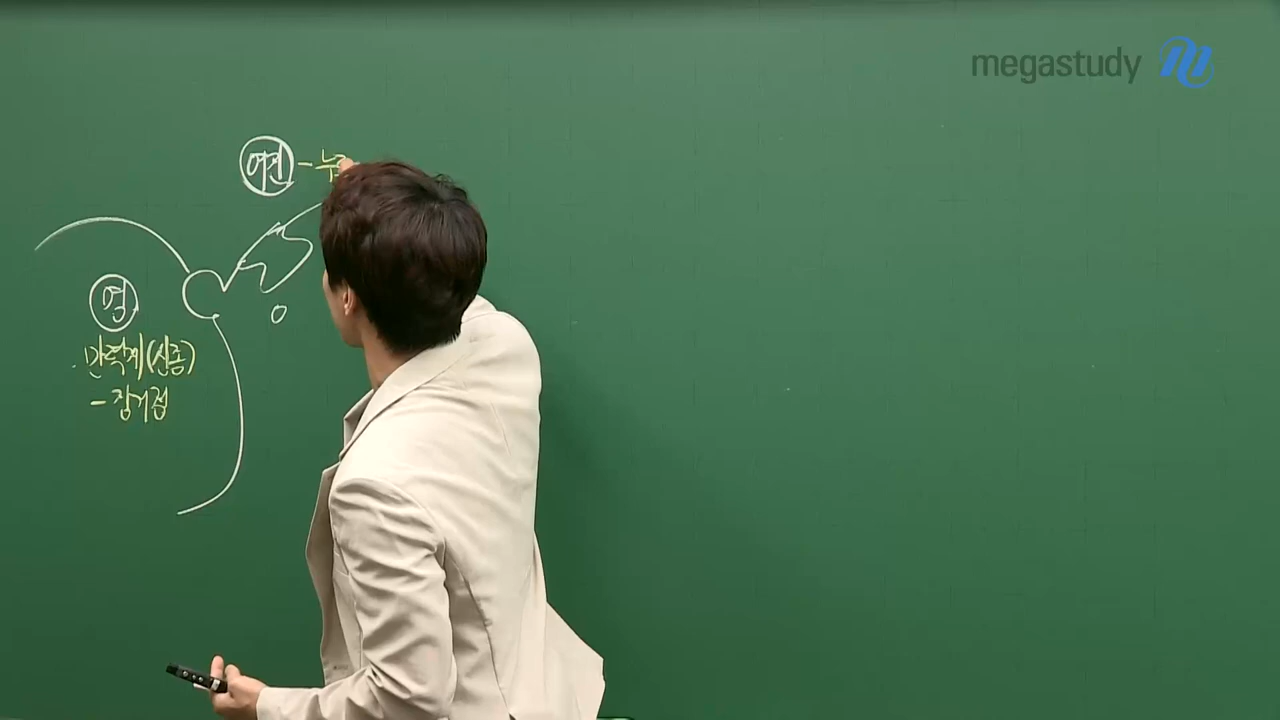 megastudy
여진 - 누
명
만력제(신종)
- 장거정